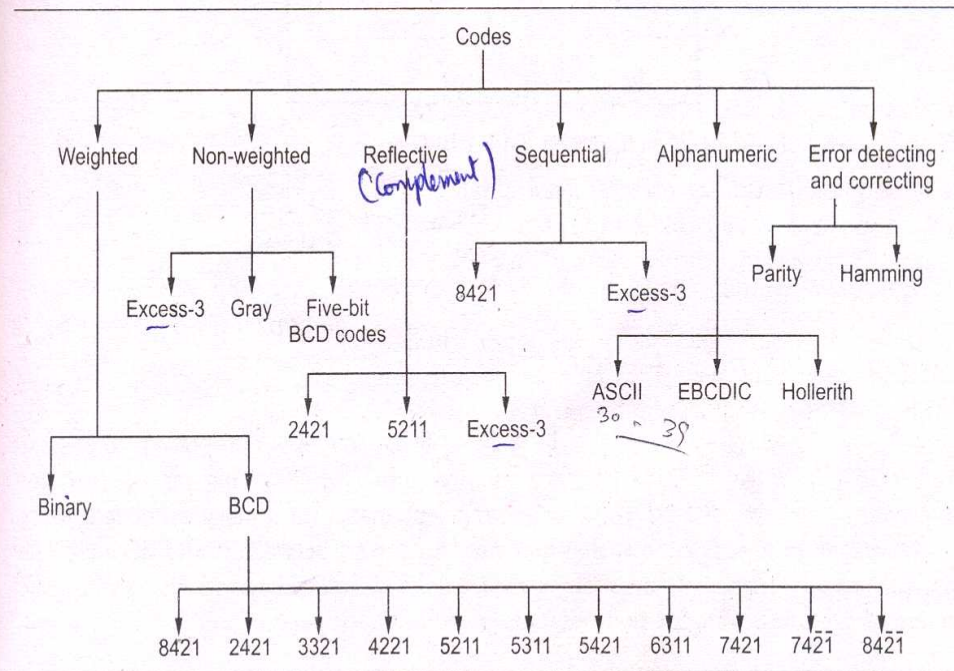 Codes
Weighted Non-weighted Reflective Sequential Alphanumeric Error detecting
and correcting
(Complement)
Parity Hamming
8421 Excess-3
Excess-3 Gray Five-bit
BCD codes
ASCII EBCDIC Hollerith
30 - 39
2421 5211 Excess-3
Binary BCD
8421 2421 3321 4221 5211 5311 5421 6311 7421 742̅1̅ 842̅1̅